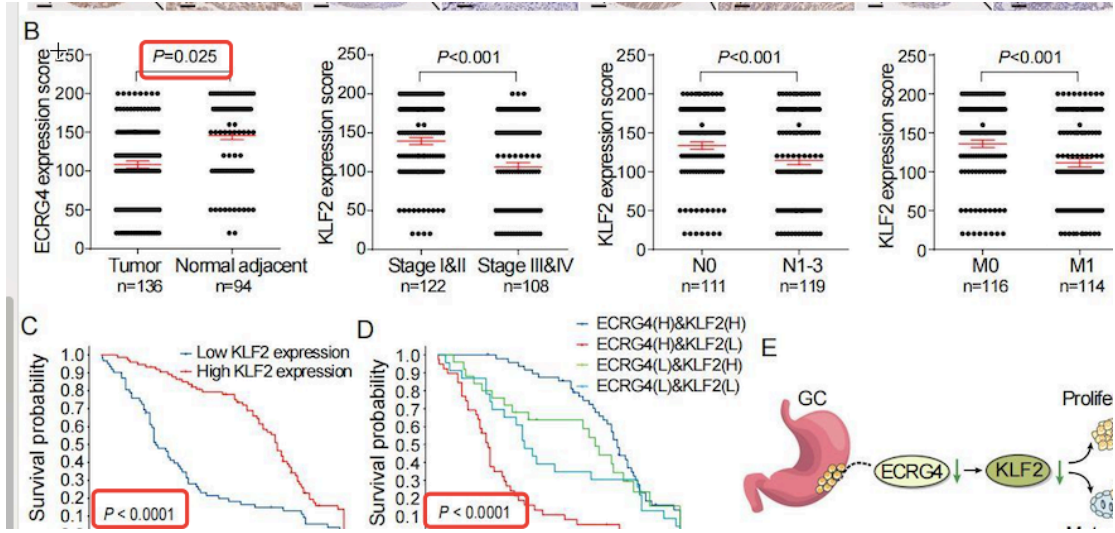 B
250
200
150
100
50
0
ECRG4 expression score
P=0.025
Tumor
n=136
Normal adjacent
n=94
250
200
150
100
50
0
KLF2 expression score
P<0.001
Stage I&II
n=122
Stage III&IV
n=108
250
200
150
100
50
0
KLF2 expression score
P<0.001
N0
n=111
N1-3
n=119
250
200
150
100
50
0
KLF2 expression score
P<0.001
M0
n=116
M1
n=114
C
Low KLF2 expression
High KLF2 expression
1.0
0.9
0.8
0.7
0.6
0.5
0.4
0.3
0.2
0.1
Survival probability
P < 0.0001
D
ECRG4(H)&KLF2(H)
ECRG4(H)&KLF2(L)
ECRG4(L)&KLF2(H)
ECRG4(L)&KLF2(L)
1.0
0.9
0.8
0.7
0.6
0.5
0.4
0.3
0.2
0.1
Survival probability
P < 0.0001
E
GC
ECRG4
KLF2
Prolife